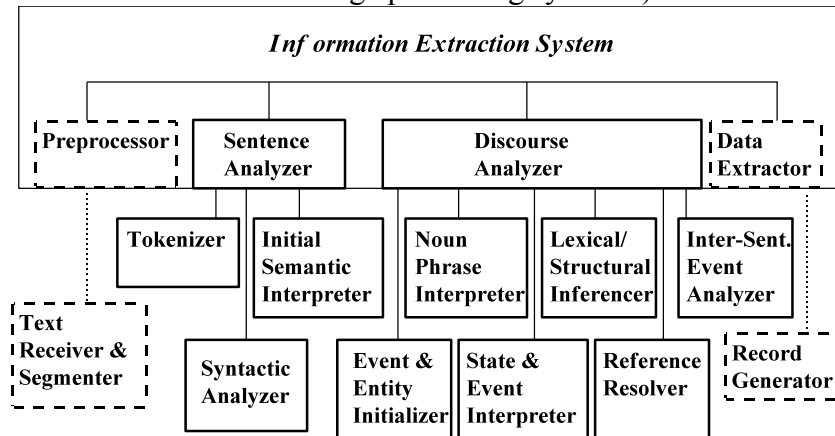 Information Extraction System
Preprocessor
Sentence
Analyzer
Discourse
Analyzer
Data
Extractor
Tokenizer
Initial
Semantic
Interpreter
Noun
Phrase
Interpreter
Lexical/
Structural
Inferencer
Inter-Sent.
Event
Analyzer
Text
Receiver &
Segmenter
Syntactic
Analyzer
Event &
Entity
Initializer
State &
Event
Interpreter
Reference
Resolver
Record
Generator